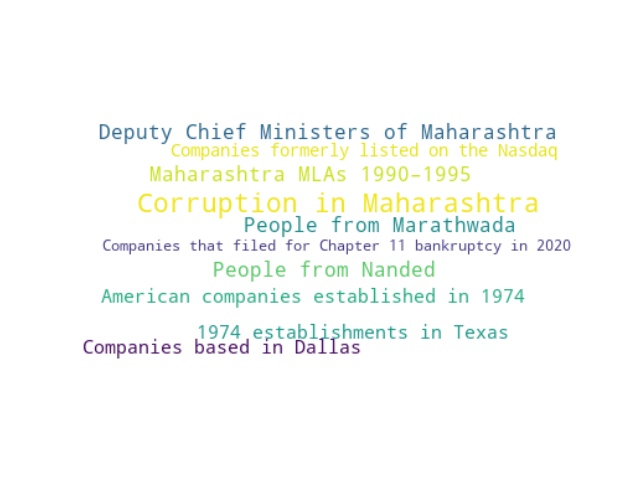 Deputy Chief Ministers of Maharashtra
Companies formerly listed on the Nasdaq
Maharashtra MLAs 1990–1995
Corruption in Maharashtra
People from Marathwada
Companies that filed for Chapter 11 bankruptcy in 2020
People from Nanded
American companies established in 1974
1974 establishments in Texas
Companies based in Dallas